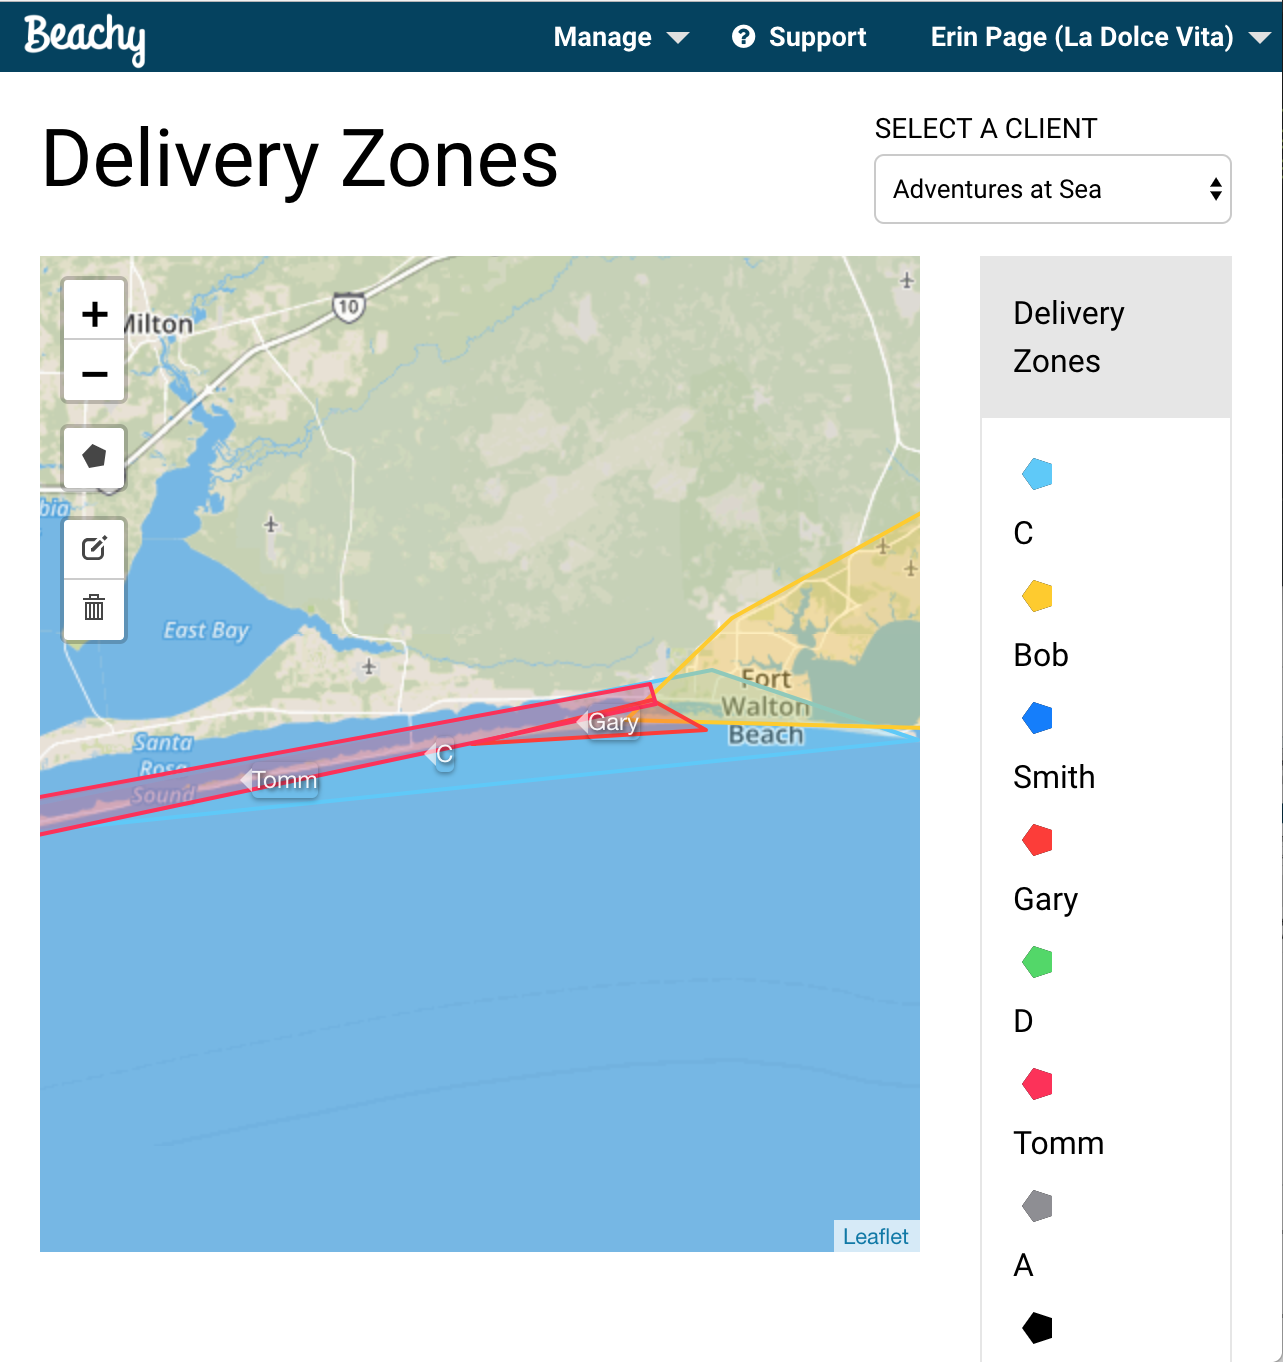 Beachy
Manage
Support
Erin Page (La Dolce Vita)
Delivery Zones
SELECT A CLIENT
Adventures at Sea
+
−
10
Milton
bia
East Bay
Santa
Rosa
Sound
Fort
Walton
Beach
Gary
C
Tomm
Leaflet
Delivery
Zones
C
Bob
Smith
Gary
D
Tomm
A